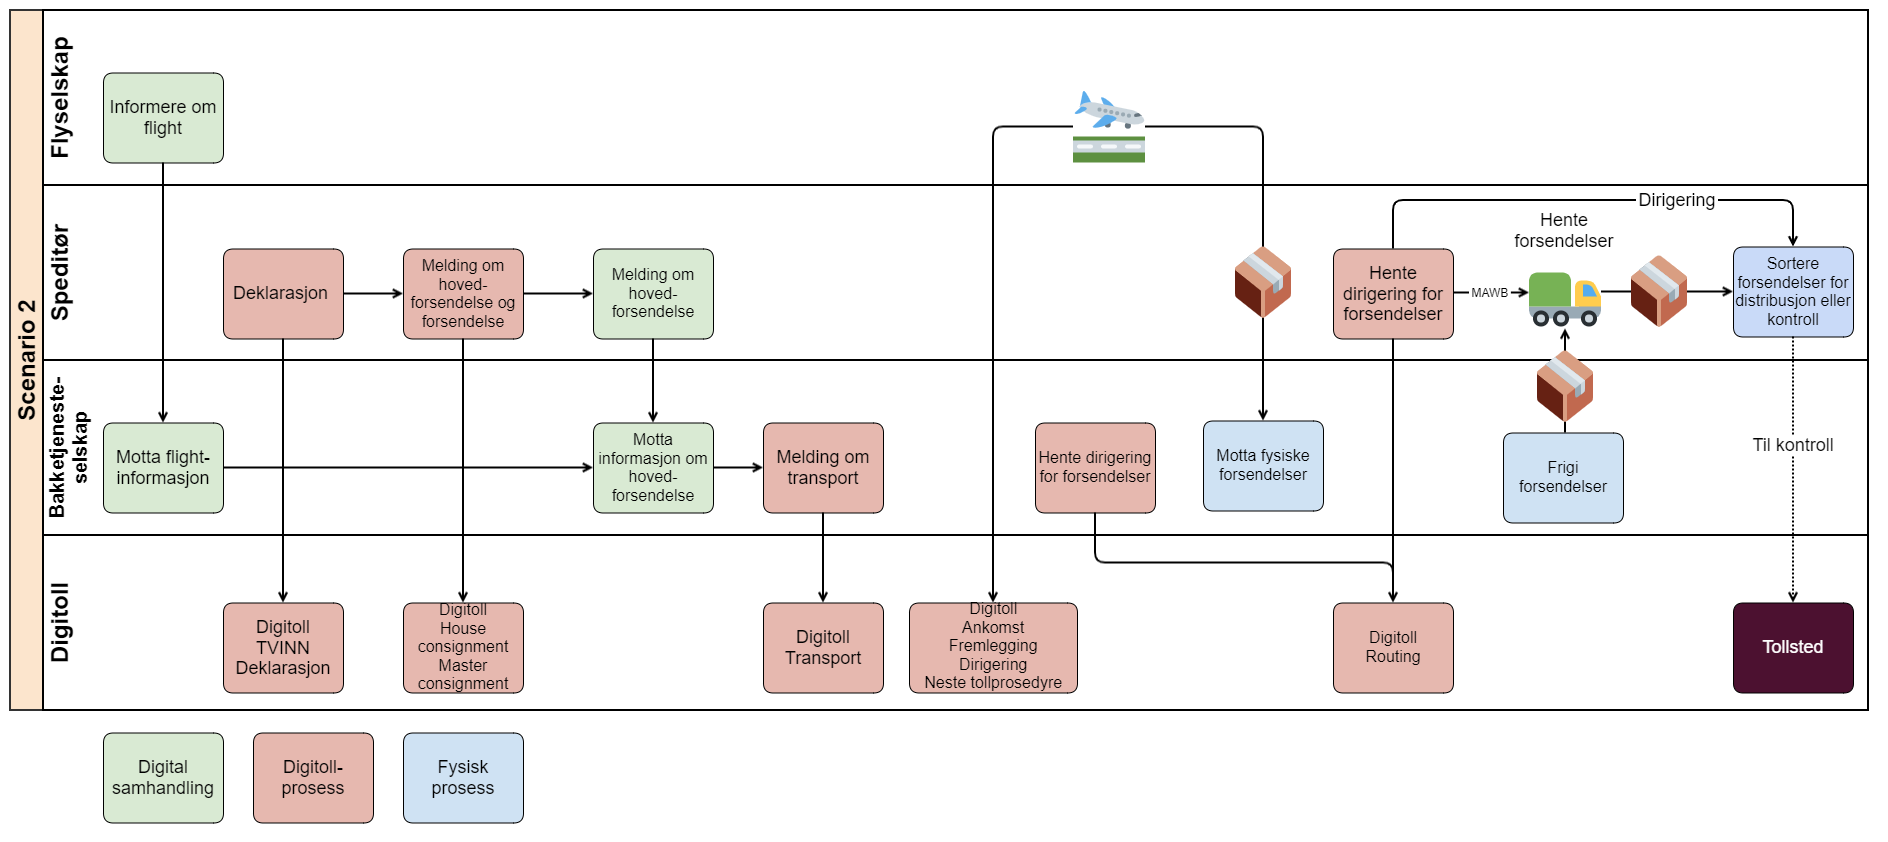 Scenario 2
Flyselskap
Informere om
flight
Speditør
Deklarasjon
Melding om
hoved-
forsendelse og
forsendelse
Melding om
hoved-
forsendelse
Hente
dirigering for
forsendelser
Dirigering
MAWB
Hente
forsendelser
Sortere
forsendelser for
distribusjon eller
kontroll
Bakketjeneste-
selskap
Motta flight-
informasjon
Motta
informasjon om
hoved-
forsendelse
Melding om
transport
Hente dirigering
for forsendelser
Motta fysiske
forsendelser
Frigi
forsendelser
Til kontroll
Digitoll
Digitoll
TVINN
Deklarasjon
Digitoll
House
consignment
Master
consignment
Digitoll
Transport
Digitoll
Ankomst
Fremlegging
Dirigering
Neste tollprosedyre
Digitoll
Routing
Tollsted
Digital
samhandling
Digitoll-
prosess
Fysisk
prosess